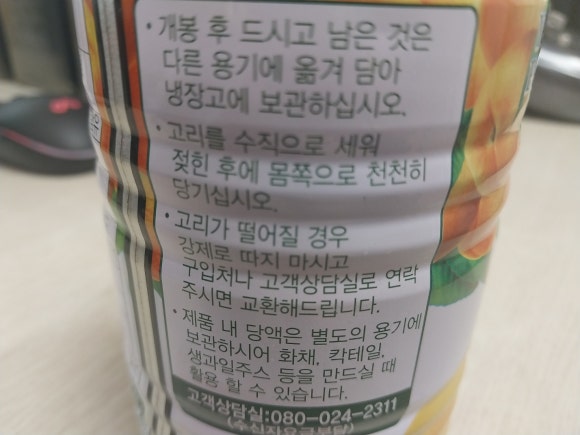 · 개봉 후 드시고 남은 것은
다른 용기에 옮겨 담아
냉장고에 보관하십시오.
· 고리를 수직으로 세워
젖힌 후에 몸쪽으로 천천히
당기십시오.
· 고리가 떨어질 경우
강제로 따지 마시고
구입처나 고객상담실로 연락
주시면 교환해드립니다.
· 제품 내 당액은 별도의 용기에
보관하시어 화채, 칵테일,
생과일주스 등을 만드실 때
활용 할 수 있습니다.
고객상담실:080-024-2311
(수신자요금부담)